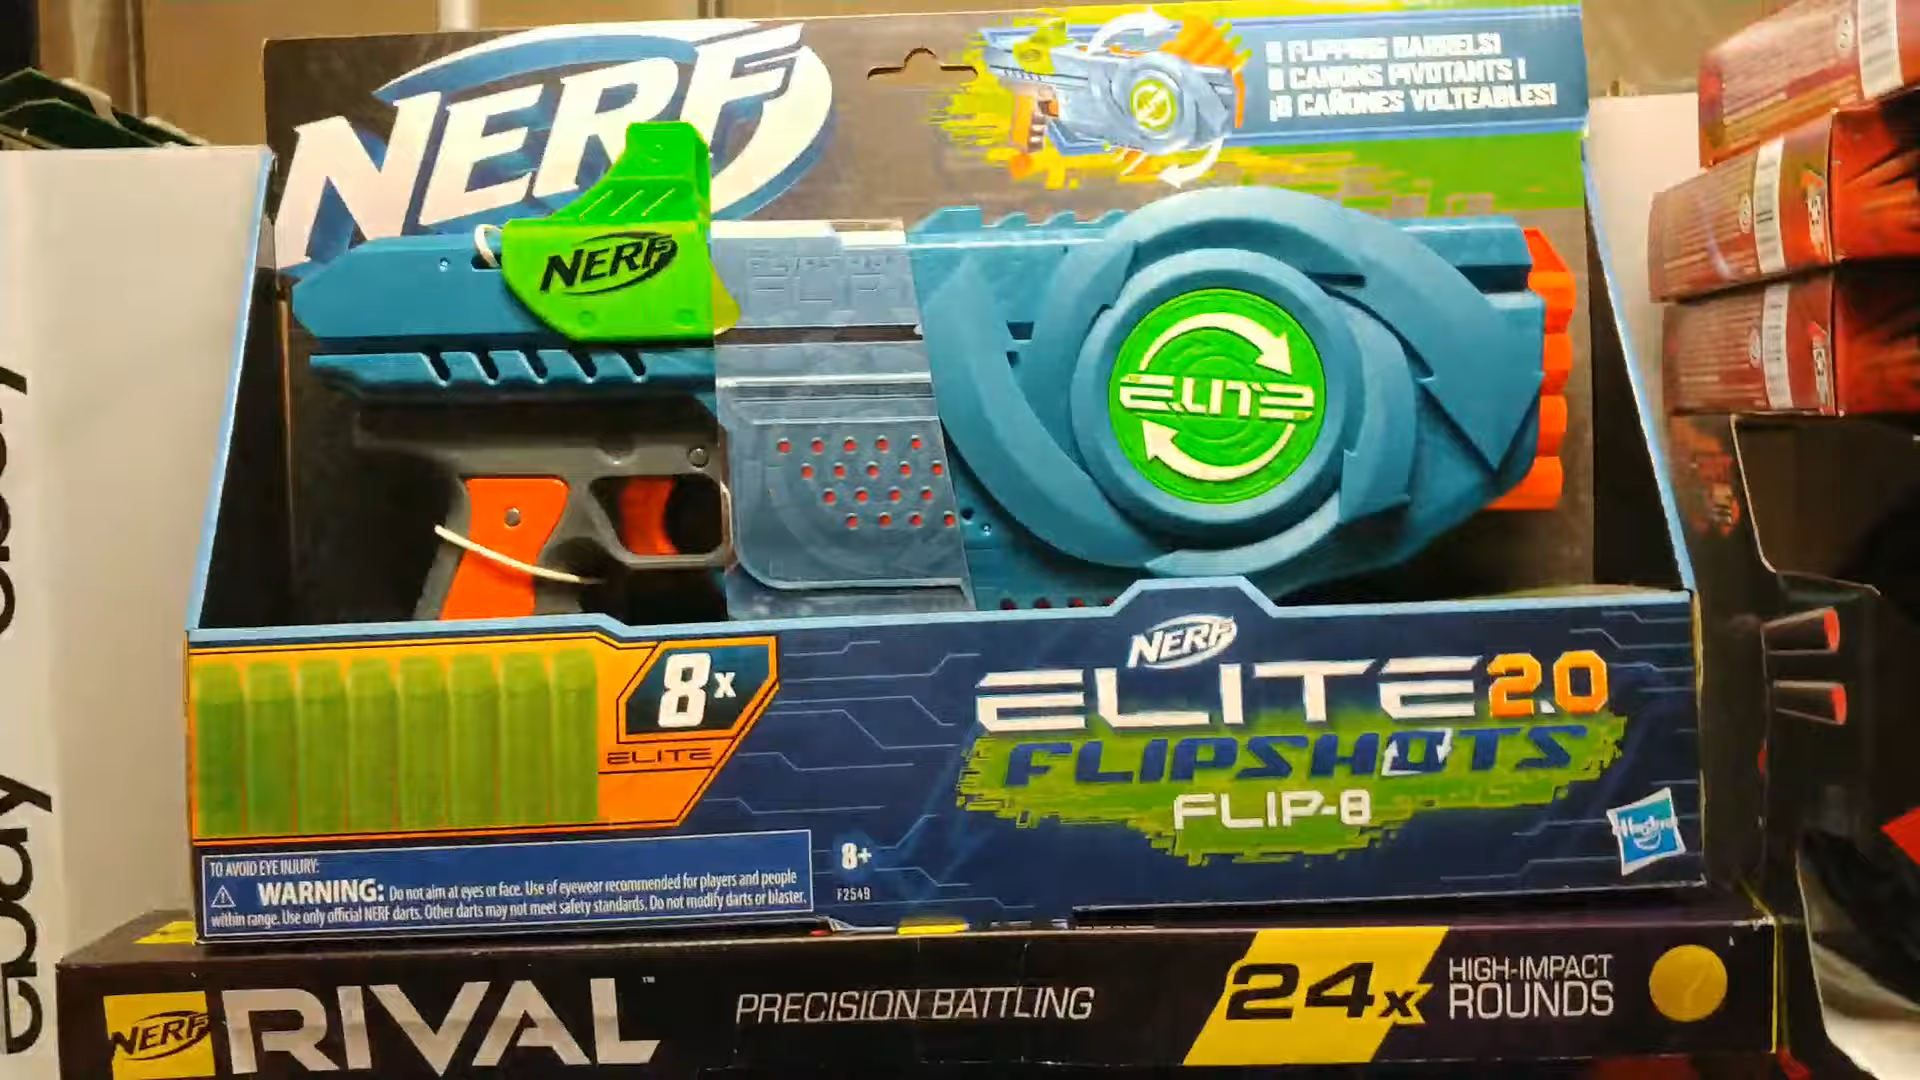 NERF
8 FLIPPING BARRELS!
8 CANONS PIVOTANTS !
¡8 CAÑONES VOLTEABLES!
NERF
ELITE
8x
ELITE
NERF
ELITE 2.0
FLIPSHOTS
FLIP-8
Hasbro
TO AVOID EYE INJURY:
WARNING: Do not aim at eyes or face. Use of eyewear recommended for players and people
within range. Use only official NERF darts. Other darts may not meet safety standards. Do not modify darts or blaster.
8+
F2549
NERF RIVAL™
PRECISION BATTLING
24x
HIGH-IMPACT
ROUNDS
ebay
ebay